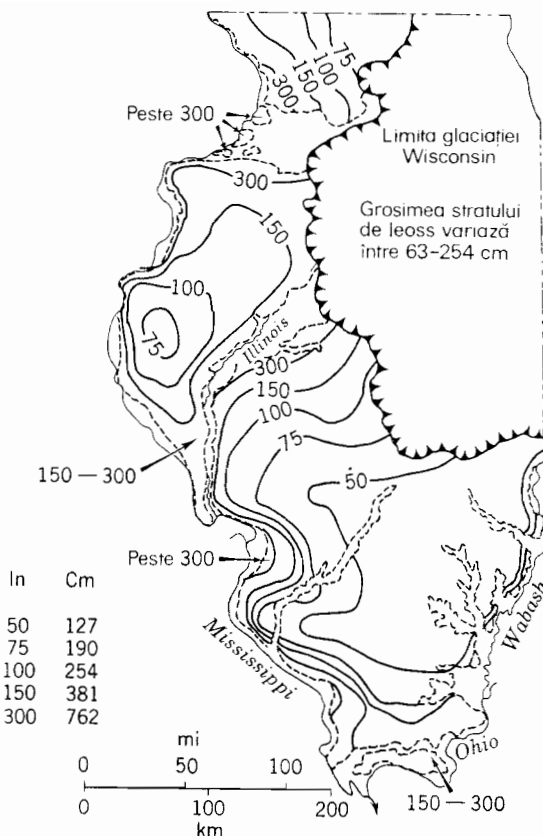 75
100
150
300
Peste 300
Limita glaciației
Wisconsin
300
Grosimea stratului
de leoss variază
între 63-254 cm
150
100
75
Illinois
300
150
100
75
50
150 — 300
Peste 300
In Cm
50 127
75 190
100 254
150 381
300 762
Mississippi
Wabash
Ohio
150 — 300
mi
0 50 100
0 100 200
km